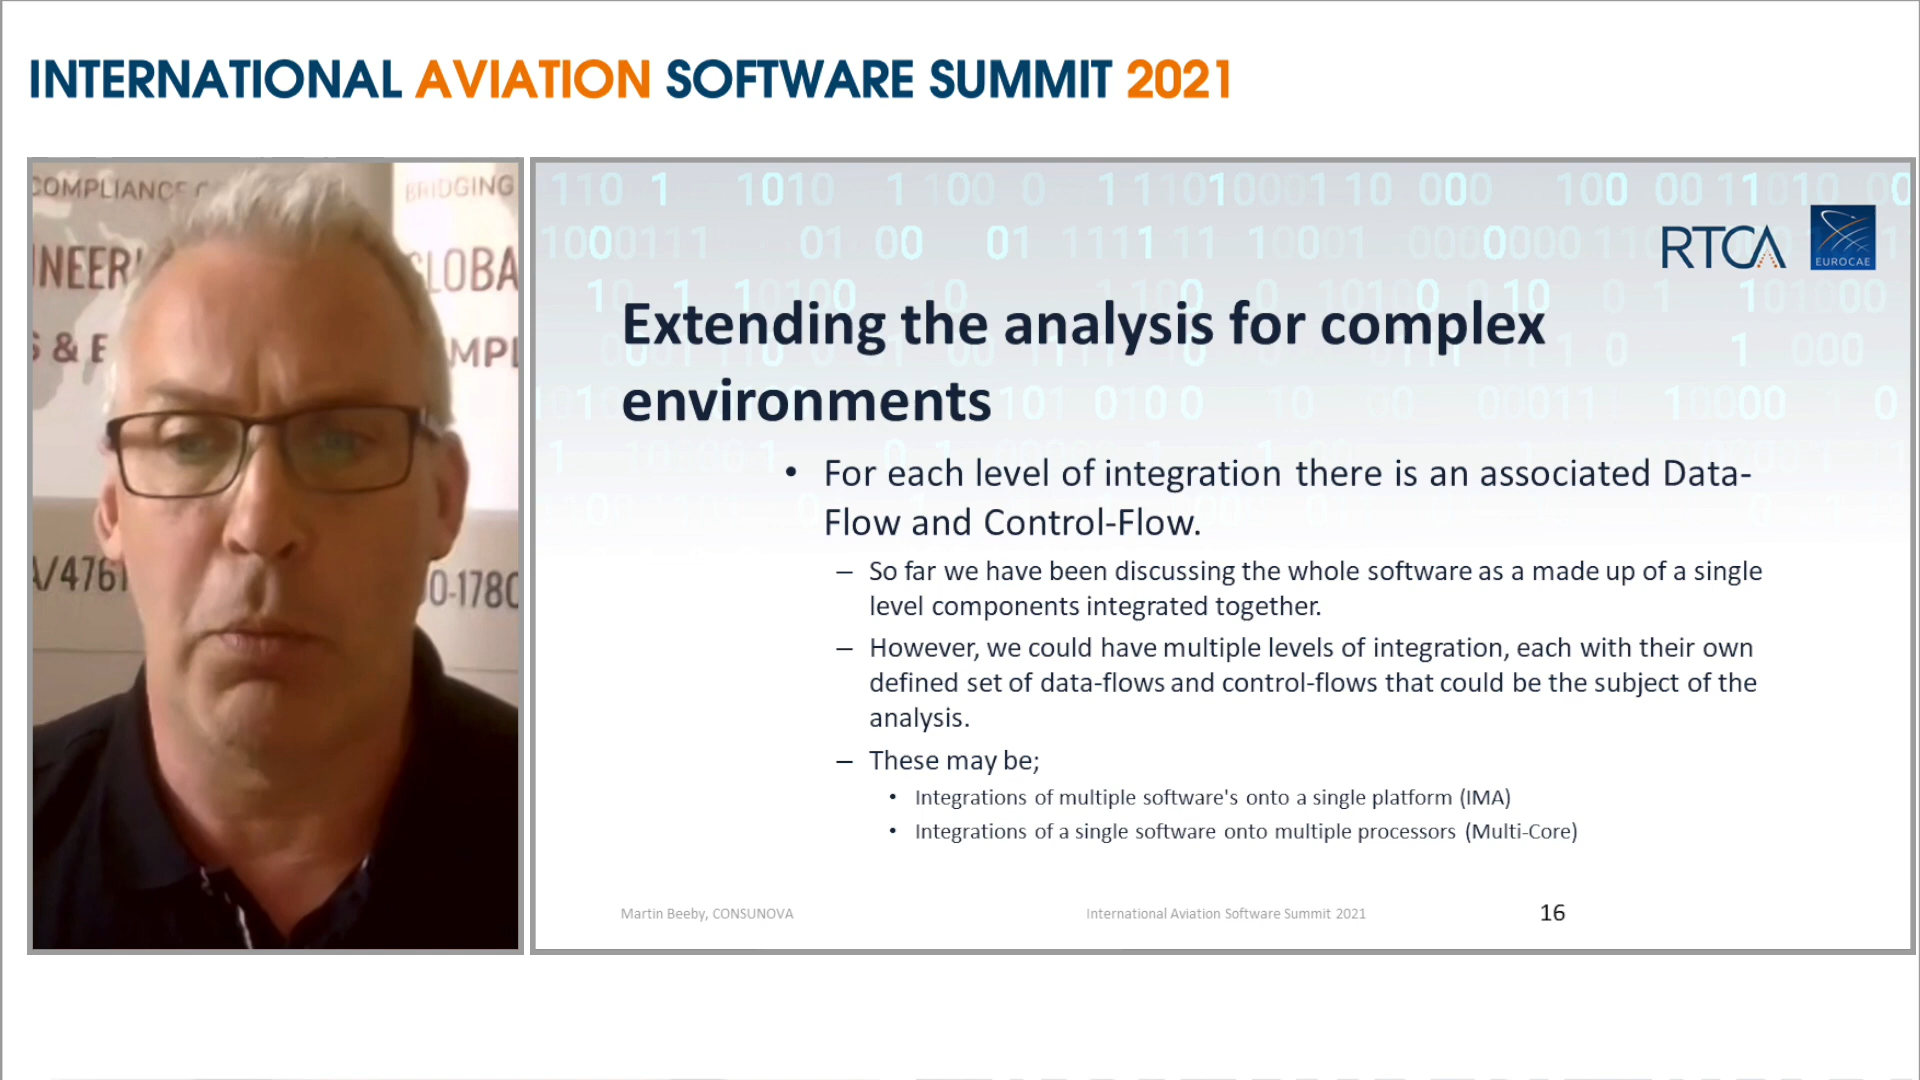 INTERNATIONAL AVIATION SOFTWARE SUMMIT 2021
COMPLIANCE
BRIDGING
RTCA
EUROCAE
Extending the analysis for complex
environments
• For each level of integration there is an associated Data-
Flow and Control-Flow.
– So far we have been discussing the whole software as a made up of a single
level components integrated together.
– However, we could have multiple levels of integration, each with their own
defined set of data-flows and control-flows that could be the subject of the
analysis.
– These may be;
• Integrations of multiple software's onto a single platform (IMA)
• Integrations of a single software onto multiple processors (Multi-Core)
Martin Beeby, CONSUNOVA
International Aviation Software Summit 2021
16